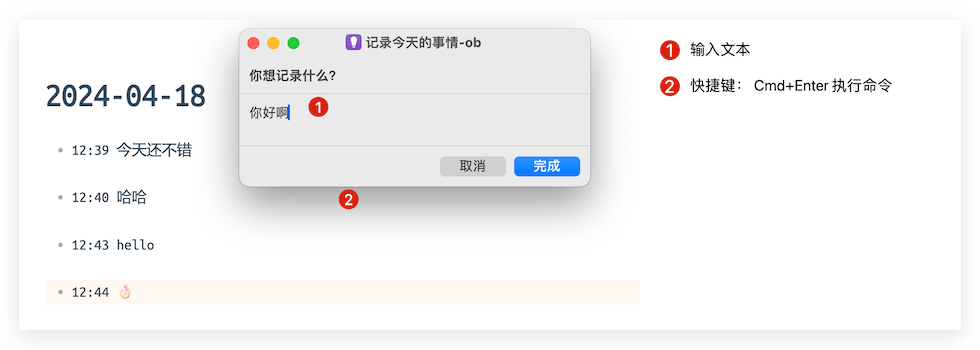 记录今天的事情-ob
你想记录什么?
你好啊
1
取消
完成
2
2024-04-18
12:39 今天还不错
12:40 哈哈
12:43 hello
12:44 👌🏻
1 输入文本
2 快捷键： Cmd+Enter 执行命令